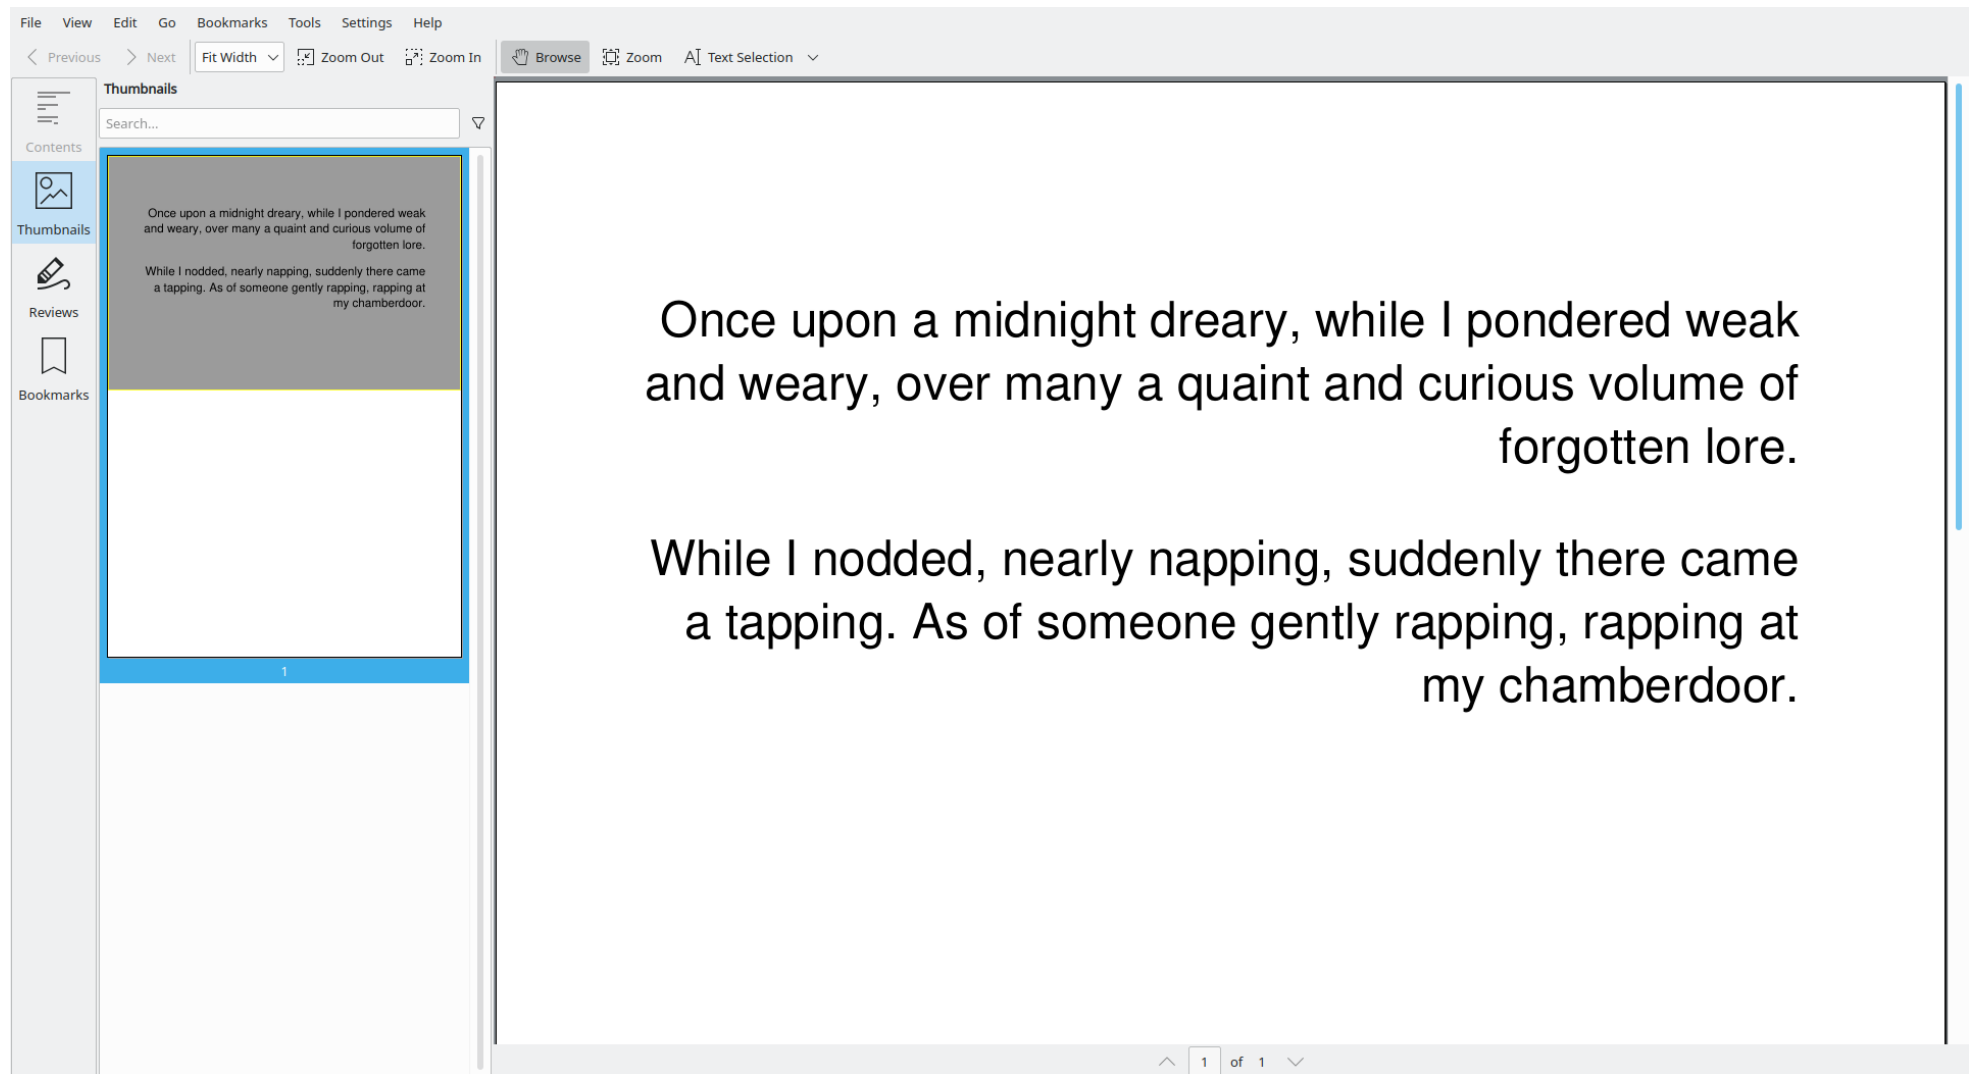 File View Edit Go Bookmarks Tools Settings Help
Previous Next Fit Width Zoom Out Zoom In Browse Zoom Text Selection
Contents
Thumbnails
Reviews
Bookmarks
Thumbnails
Search...
Once upon a midnight dreary, while I pondered weak
and weary, over many a quaint and curious volume of
forgotten lore.
While I nodded, nearly napping, suddenly there came
a tapping. As of someone gently rapping, rapping at
my chamberdoor.
1
Once upon a midnight dreary, while I pondered weak
and weary, over many a quaint and curious volume of
forgotten lore.
While I nodded, nearly napping, suddenly there came
a tapping. As of someone gently rapping, rapping at
my chamberdoor.
1 of 1